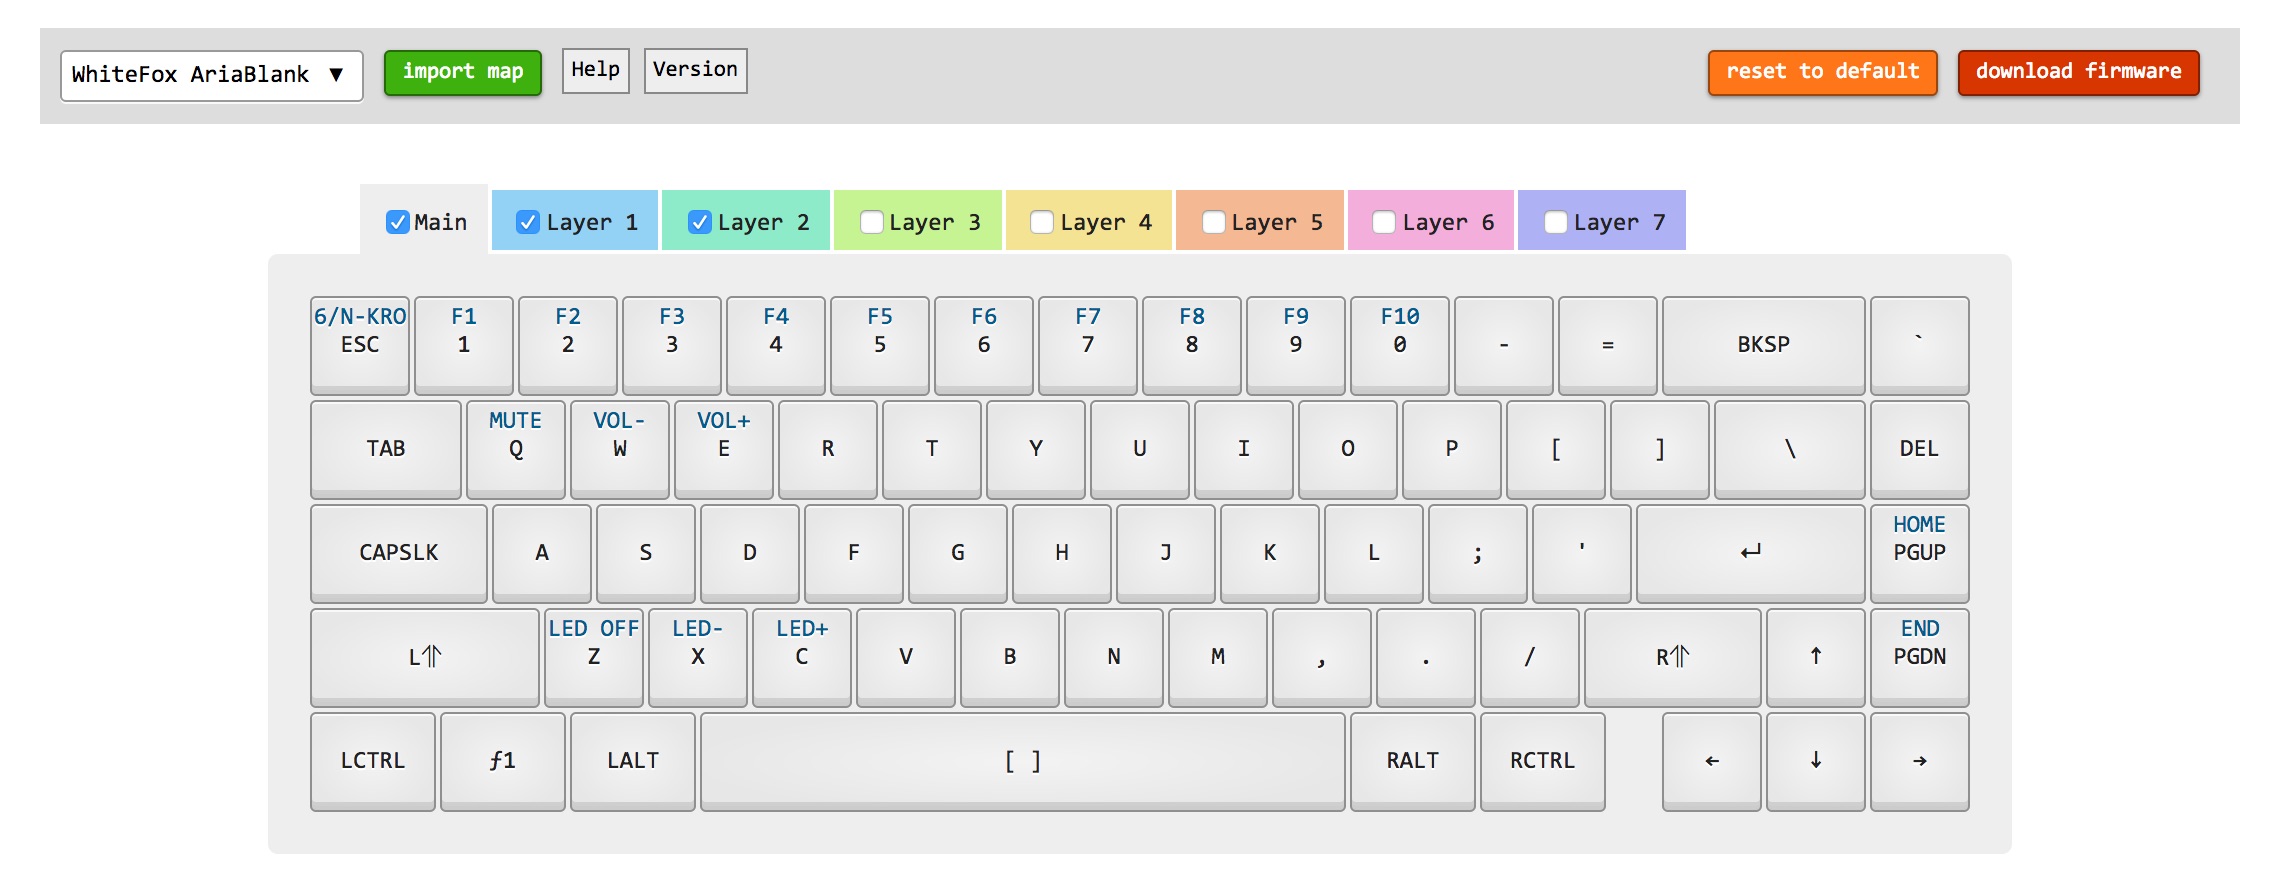 WhiteFox AriaBlank ▼ import map Help Version reset to default download firmware
Main Layer 1 Layer 2 Layer 3 Layer 4 Layer 5 Layer 6 Layer 7
6/N-KRO F1 F2 F3 F4 F5 F6 F7 F8 F9 F10
ESC 1 2 3 4 5 6 7 8 9 0 - = BKSP `
MUTE VOL- VOL+
TAB Q W E R T Y U I O P [ ] \ DEL
HOME
CAPSLK A S D F G H J K L ; ' ↵ PGUP
LED OFF LED- LED+ END
L⥣ Z X C V B N M , . / R⥣ ↑ PGDN
LCTRL ƒ1 LALT [ ] RALT RCTRL ← ↓ →